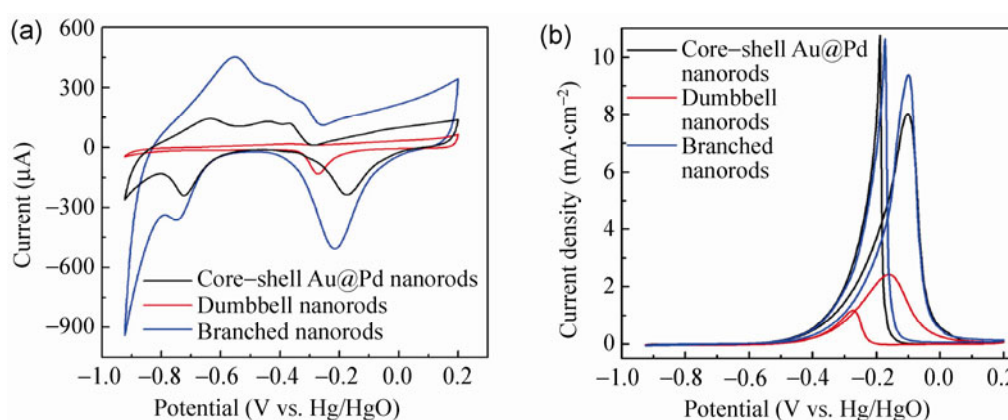 (a)
600
300
0
−300
−600
−900
Current (µA)
Core−shell Au@Pd nanorods
Dumbbell nanorods
Branched nanorods
−1.0 −0.8 −0.6 −0.4 −0.2 0.0 0.2
Potential (V vs. Hg/HgO)
(b)
10
8
6
4
2
0
Current density (mA·cm−2)
Core−shell Au@Pd
nanorods
Dumbbell
nanorods
Branched
nanorods
−1.0 −0.8 −0.6 −0.4 −0.2 0.0 0.2
Potential (V vs. Hg/HgO)